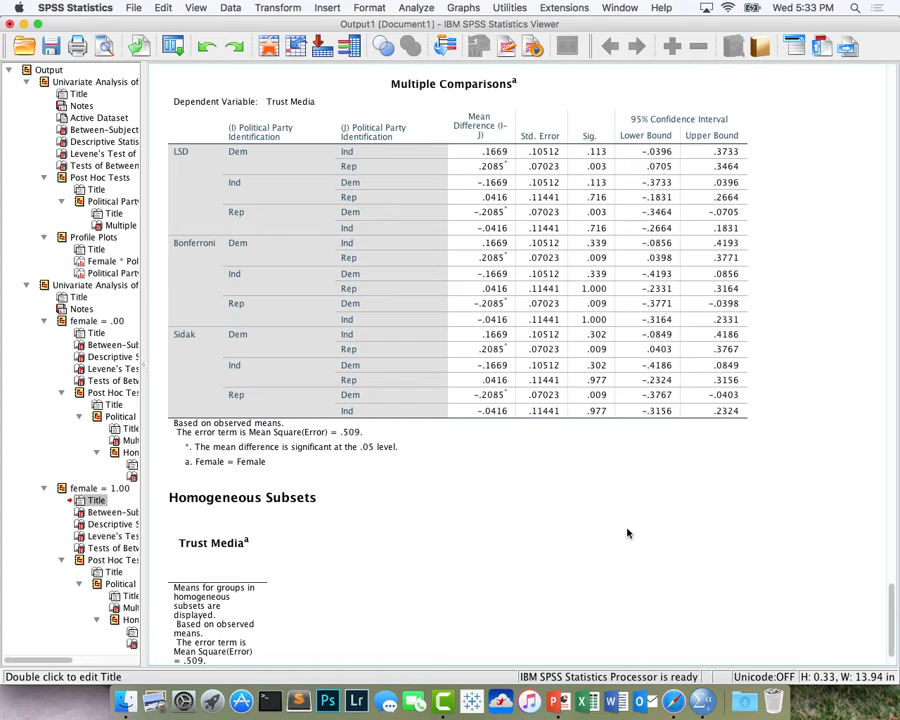 SPSS Statistics File Edit View Data Transform Insert Format Analyze Graphs Utilities Extensions Window Help Wed 5:33 PM
Output1 [Document1] - IBM SPSS Statistics Viewer
Output
Univariate Analysis of
Title
Notes
Active Dataset
Between-Subject
Descriptive Statis
Levene's Test of
Tests of Between
Post Hoc Tests
Title
Political Part
Title
Multiple
Profile Plots
Title
Female * Pol
Political Part
Univariate Analysis of
Title
Notes
female = .00
Title
Between-Sub
Descriptive S
Levene's Test
Tests of Betw
Post Hoc Tes
Title
Political
Title
Mul
Hon
female = 1.00
Title
Between-Sub
Descriptive S
Levene's Test
Tests of Betw
Post Hoc Tes
Title
Political
Title
Mul
Hon
Multiple Comparisonsa
Dependent Variable: Trust Media
(I) Political Party Identification (J) Political Party Identification Mean Difference (I-J) Std. Error Sig. 95% Confidence Interval
Lower Bound Upper Bound
LSD Dem Ind .1669 .10512 .113 -.0396 .3733
Rep .2085* .07023 .003 .0705 .3464
Ind Dem -.1669 .10512 .113 -.3733 .0396
Rep .0416 .11441 .716 -.1831 .2664
Rep Dem -.2085* .07023 .003 -.3464 -.0705
Ind -.0416 .11441 .716 -.2664 .1831
Bonferroni Dem Ind .1669 .10512 .339 -.0856 .4193
Rep .2085* .07023 .009 .0398 .3771
Ind Dem -.1669 .10512 .339 -.4193 .0856
Rep .0416 .11441 1.000 -.2331 .3164
Rep Dem -.2085* .07023 .009 -.3771 -.0398
Ind -.0416 .11441 1.000 -.3164 .2331
Sidak Dem Ind .1669 .10512 .302 -.0849 .4186
Rep .2085* .07023 .009 .0403 .3767
Ind Dem -.1669 .10512 .302 -.4186 .0849
Rep .0416 .11441 .977 -.2324 .3156
Rep Dem -.2085* .07023 .009 -.3767 -.0403
Ind -.0416 .11441 .977 -.3156 .2324
Based on observed means.
The error term is Mean Square(Error) = .509.
*. The mean difference is significant at the .05 level.
a. Female = Female
Homogeneous Subsets
Trust Mediaa
Means for groups in
homogeneous
subsets are
displayed.
Based on observed
means.
The error term is
Mean Square(Error)
= .509.
Double click to edit Title IBM SPSS Statistics Processor is ready Unicode:OFF H: 0.33, W: 13.94 in
Ps Lr